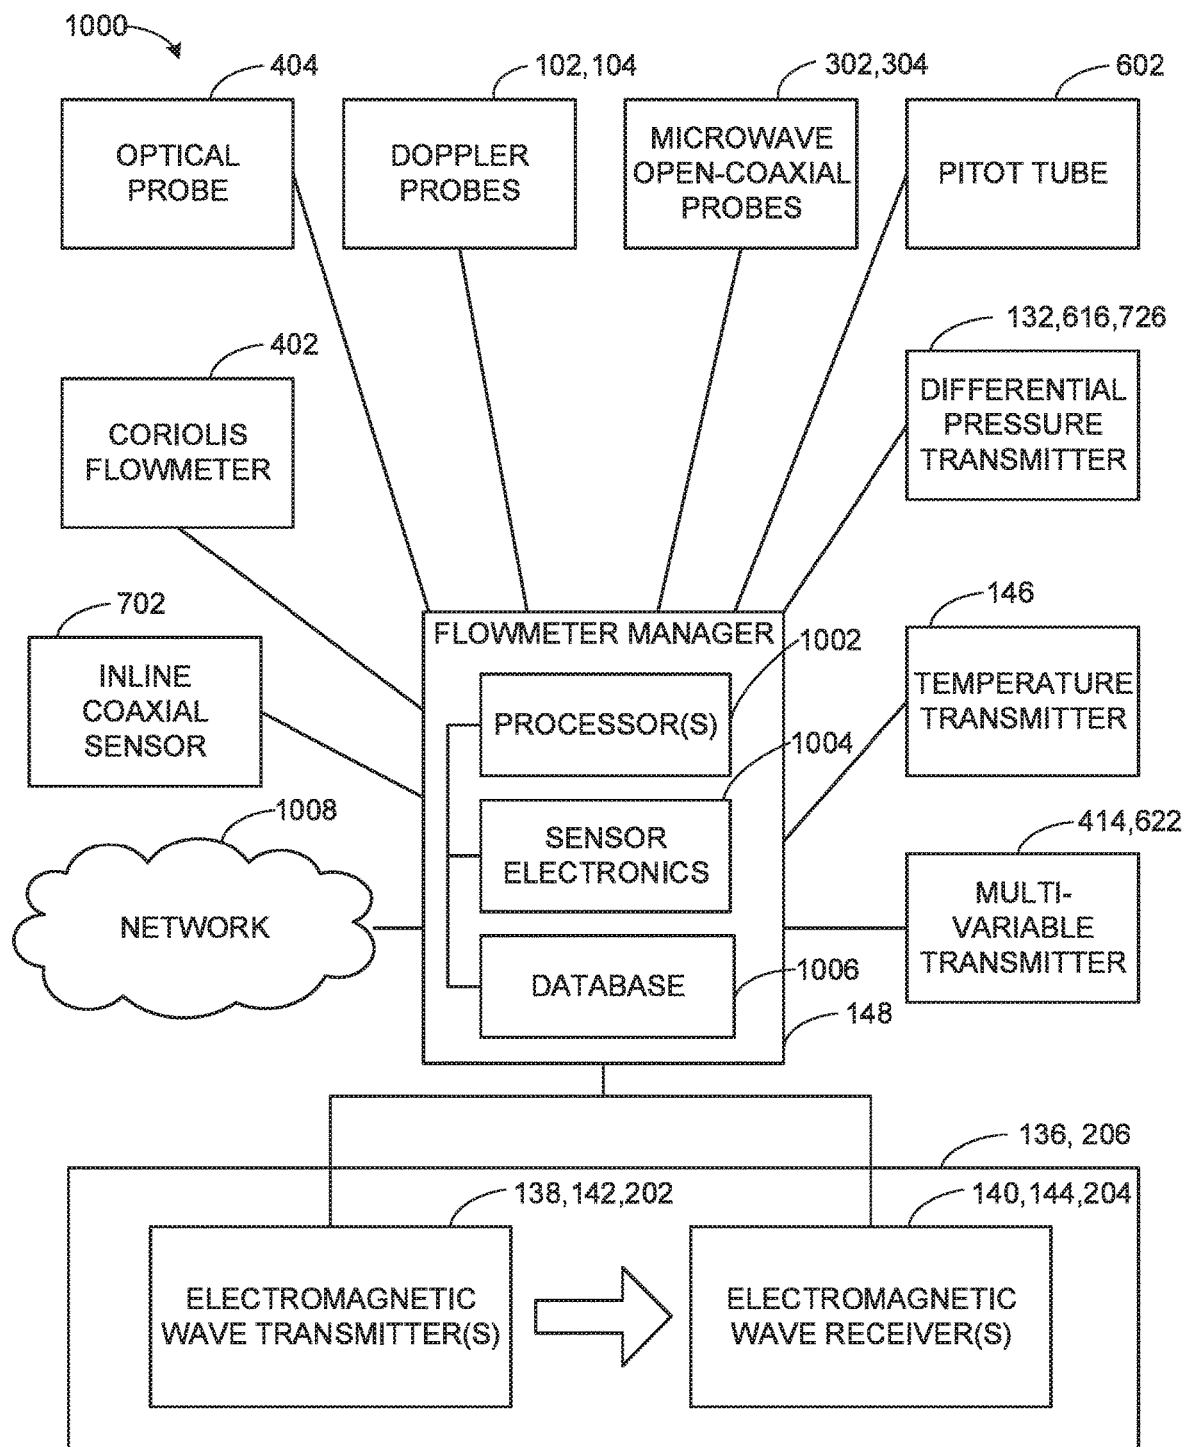 1000
404
102,104
302,304
602
OPTICAL
PROBE
DOPPLER
PROBES
MICROWAVE
OPEN-COAXIAL
PROBES
PITOT TUBE
402
132,616,726
CORIOLIS
FLOWMETER
DIFFERENTIAL
PRESSURE
TRANSMITTER
702
146
INLINE
COAXIAL
SENSOR
FLOWMETER MANAGER
1002
PROCESSOR(S)
TEMPERATURE
TRANSMITTER
1004
SENSOR
ELECTRONICS
1008
NETWORK
414,622
MULTI-
VARIABLE
TRANSMITTER
1006
DATABASE
148
136, 206
138,142,202
140,144,204
ELECTROMAGNETIC
WAVE TRANSMITTER(S)
ELECTROMAGNETIC
WAVE RECEIVER(S)